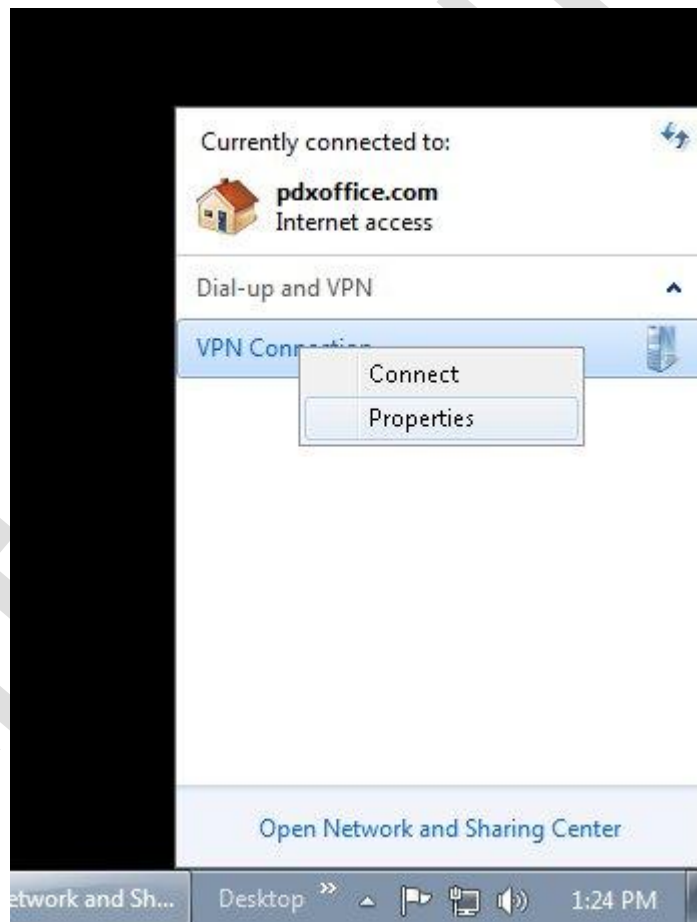 Currently connected to:
pdxoffice.com
Internet access
Dial-up and VPN
VPN Connection
Connect
Properties
Open Network and Sharing Center
etwork and Sh...
Desktop »
1:24 PM